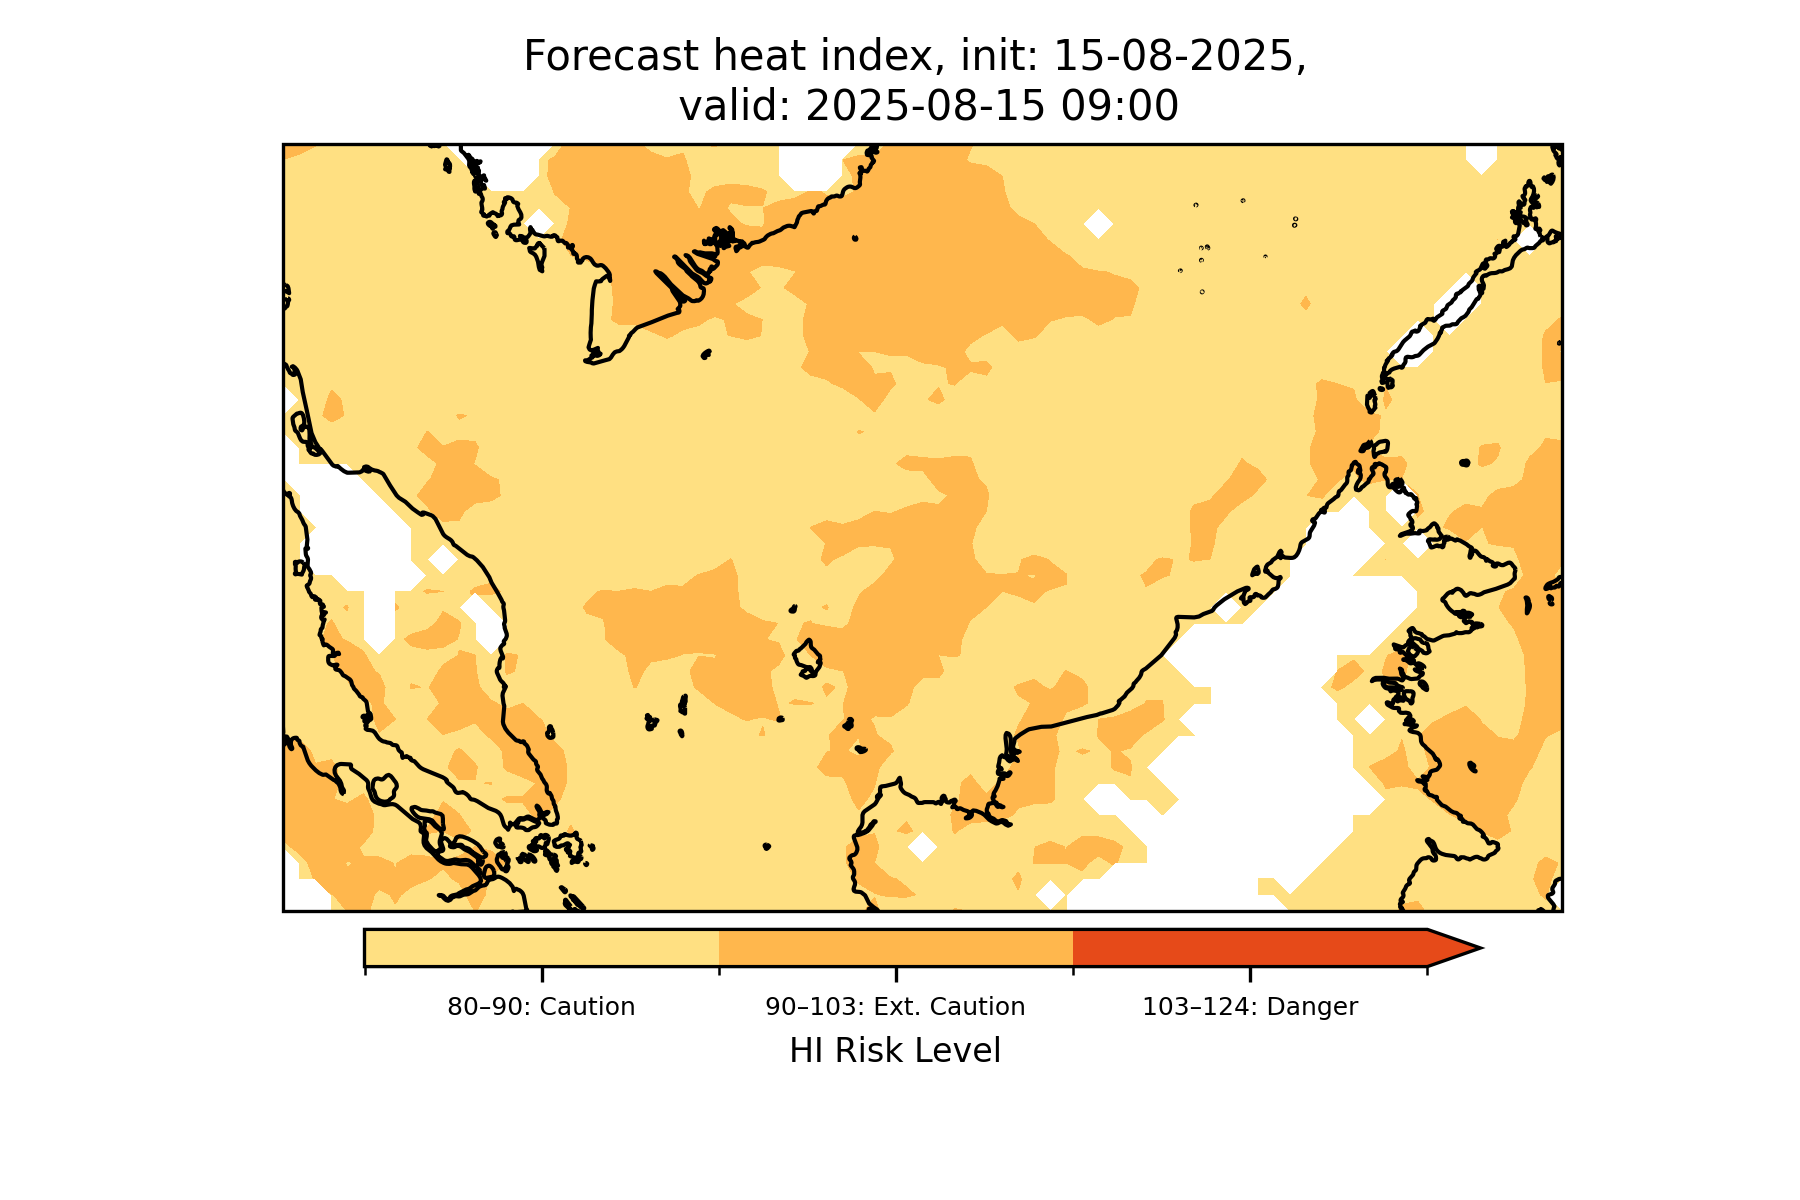 Forecast heat index, init: 15-08-2025,
valid: 2025-08-15 09:00
80–90: Caution
90–103: Ext. Caution
103–124: Danger
HI Risk Level